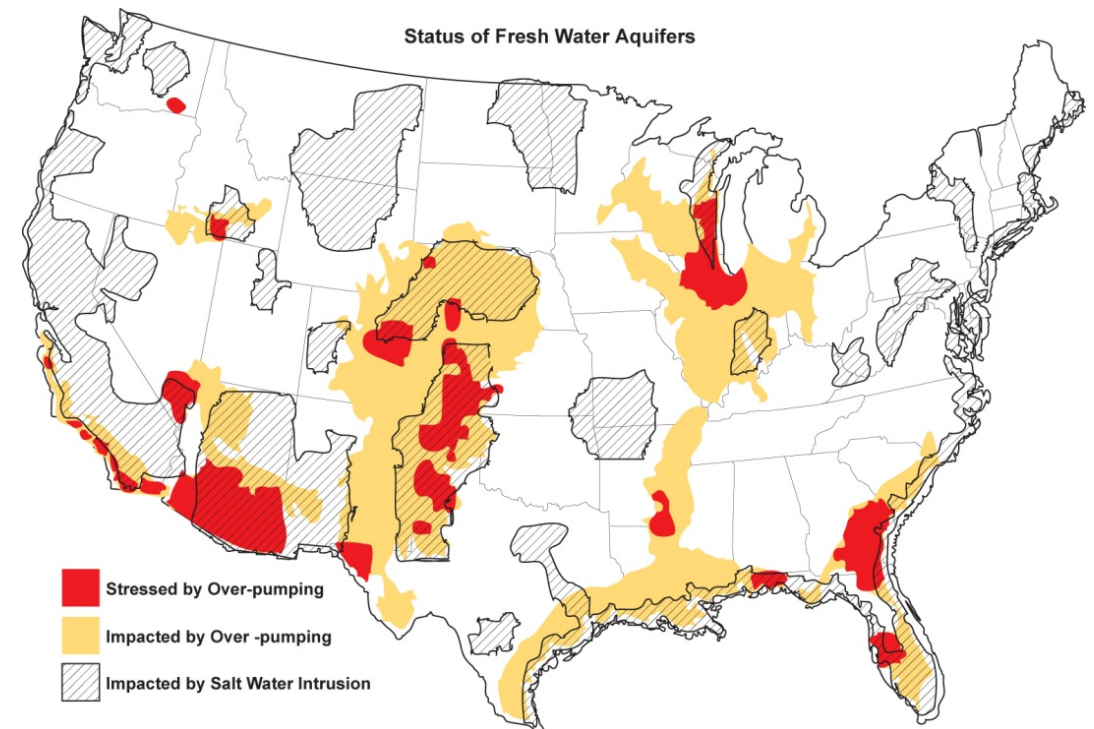 Status of Fresh Water Aquifers
Stressed by Over-pumping
Impacted by Over -pumping
Impacted by Salt Water Intrusion